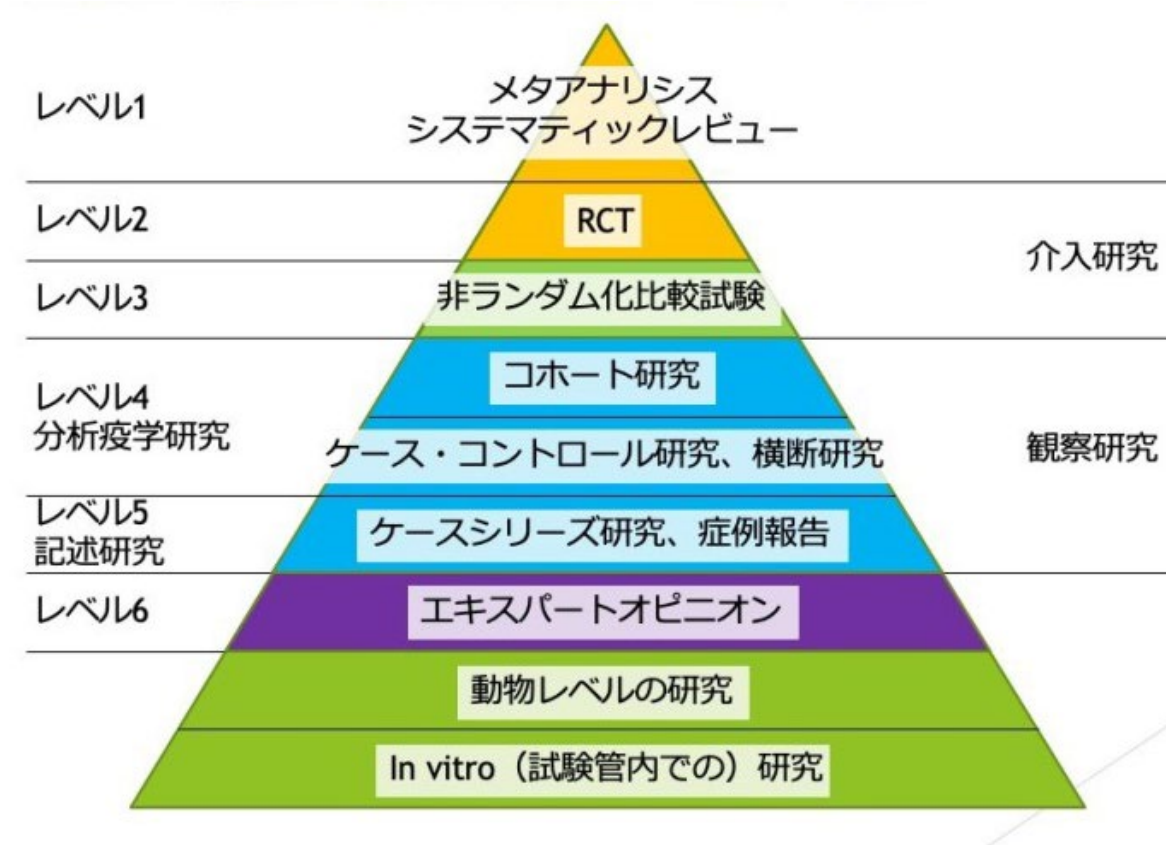 レベル1
メタアナリシス
システマティックレビュー
レベル2
RCT
介入研究
レベル3
非ランダム化比較試験
レベル4
分析疫学研究
コホート研究
ケース・コントロール研究、横断研究
観察研究
レベル5
記述研究
ケースシリーズ研究、症例報告
レベル6
エキスパートオピニオン
動物レベルの研究
In vitro（試験管内での）研究